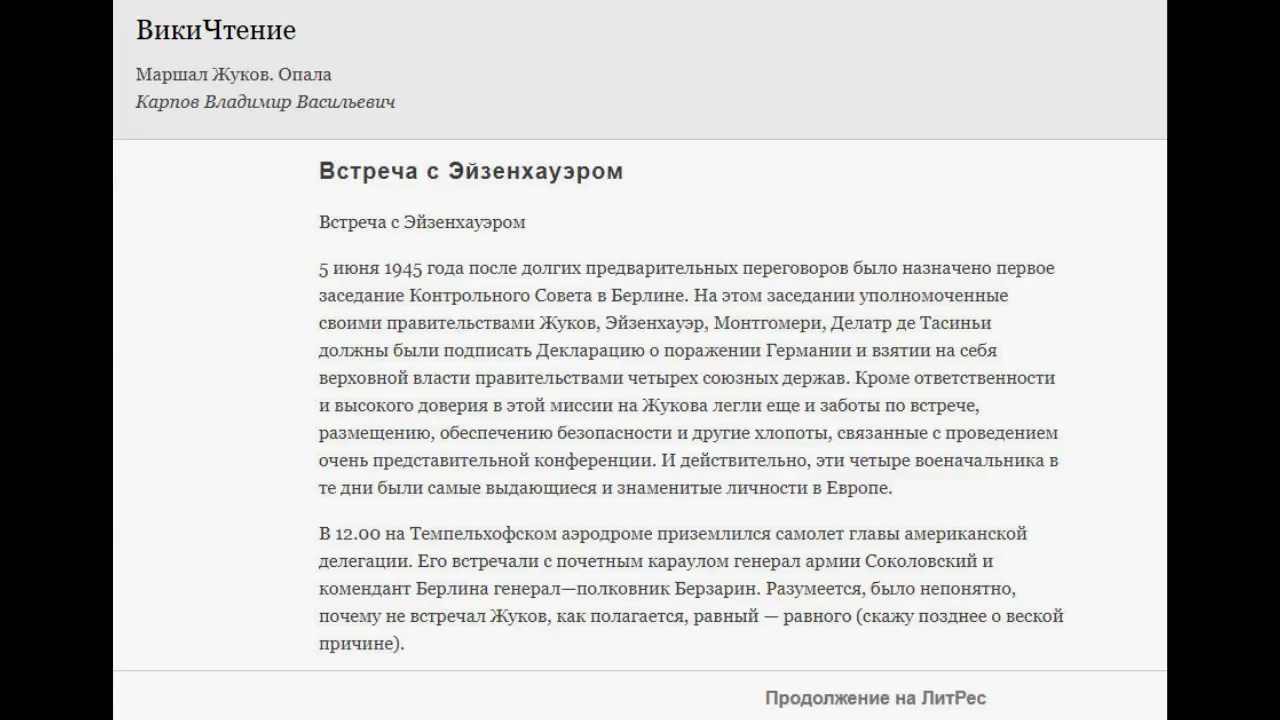 ВикиЧтение
Маршал Жуков. Опала
Карпов Владимир Васильевич
Встреча с Эйзенхауэром
Встреча с Эйзенхауэром
5 июня 1945 года после долгих предварительных переговоров было назначено первое
заседание Контрольного Совета в Берлине. На этом заседании уполномоченные
своими правительствами Жуков, Эйзенхауэр, Монтгомери, Делатр де Тасиньи
должны были подписать Декларацию о поражении Германии и взятии на себя
верховной власти правительствами четырех союзных держав. Кроме ответственности
и высокого доверия в этой миссии на Жукова легли еще и заботы по встрече,
размещению, обеспечению безопасности и другие хлопоты, связанные с проведением
очень представительной конференции. И действительно, эти четыре военачальника в
те дни были самые выдающиеся и знаменитые личности в Европе.
В 12.00 на Темпельхофском аэродроме приземлился самолет главы американской
делегации. Его встречали с почетным караулом генерал армии Соколовский и
комендант Берлина генерал—полковник Берзарин. Разумеется, было непонятно,
почему не встречал Жуков, как полагается, равный — равного (скажу позднее о веской
причине).
Продолжение на ЛитРес